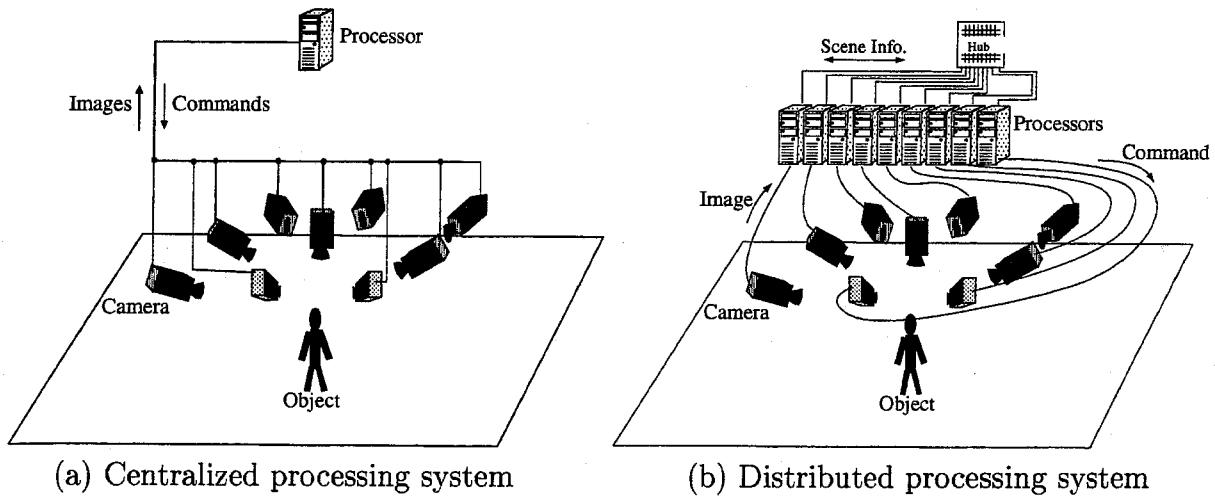 Processor
Images
Commands
Camera
Object
(a) Centralized processing system
Scene Info.
Hub
Processors
Command
Image
Camera
Object
(b) Distributed processing system